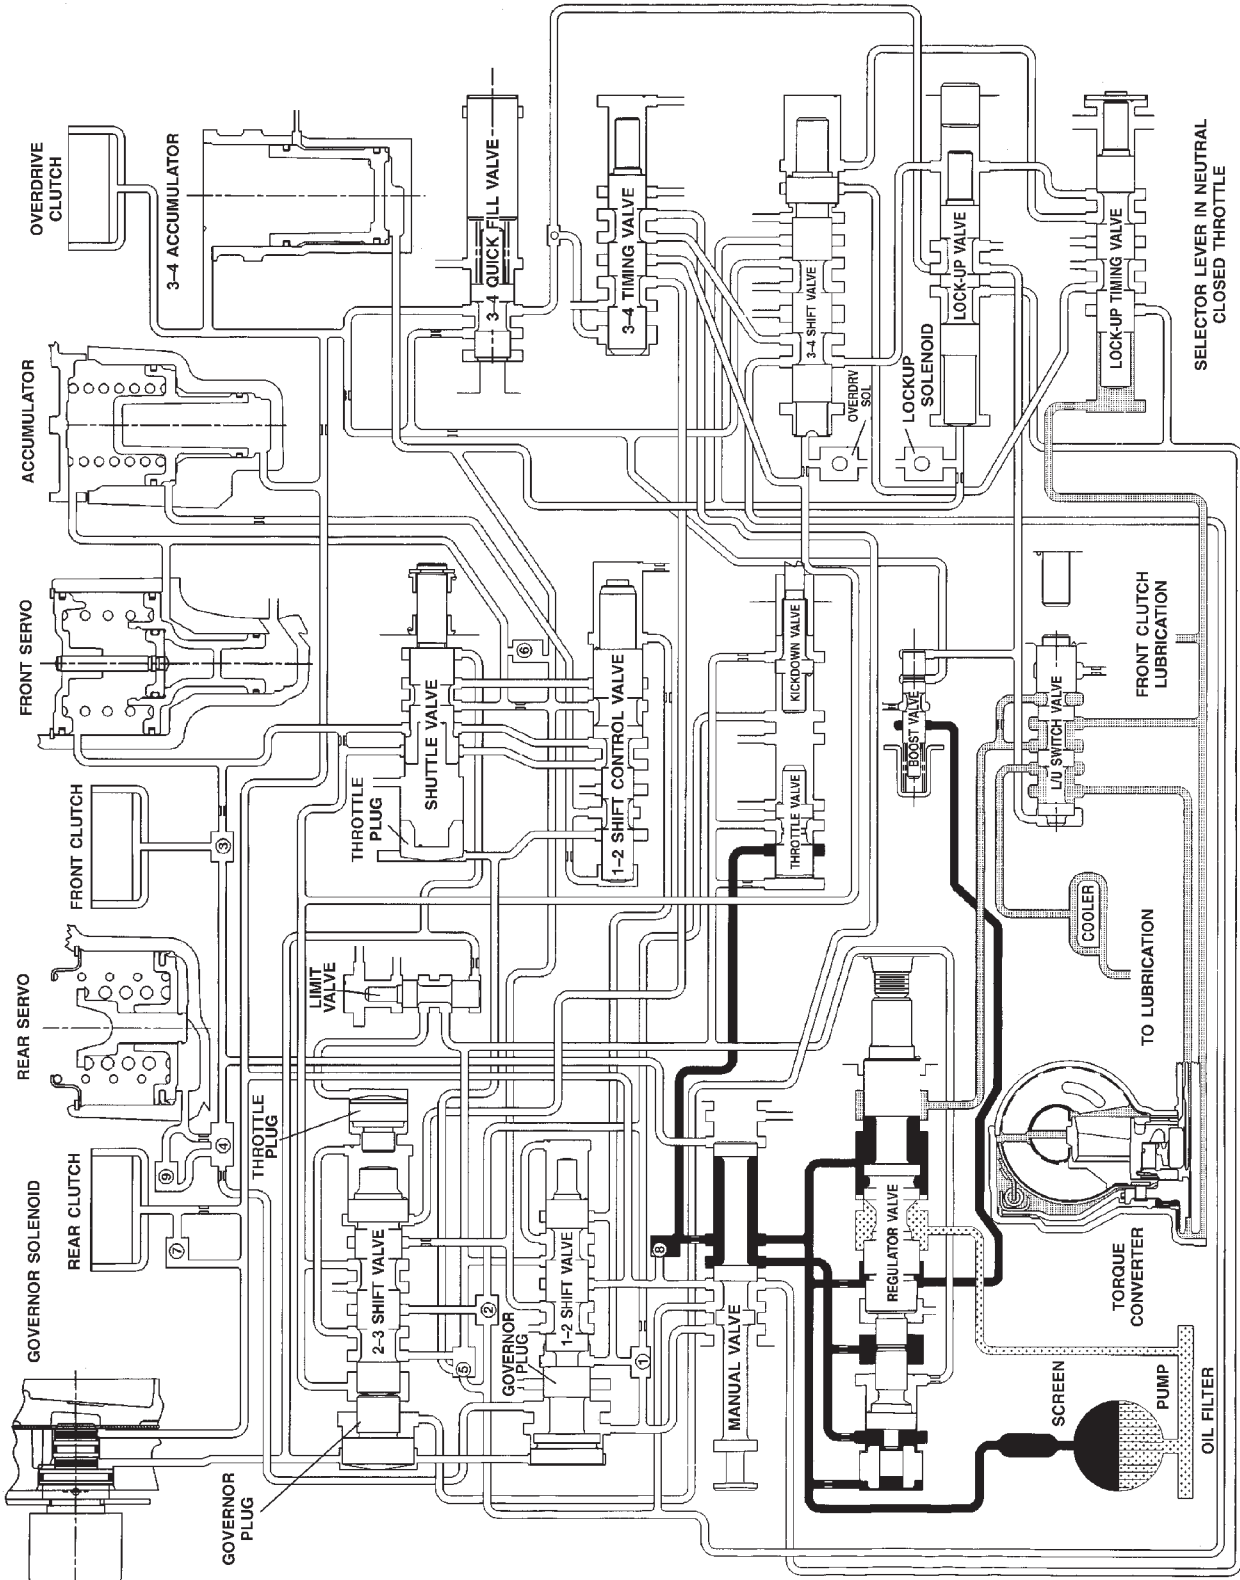 OVERDRIVE
CLUTCH
3–4 ACCUMULATOR
3–4 QUICK FILL VALVE
3–4 TIMING VALVE
3–4 SHIFT VALVE
OVERDRV
SOL
LOCKUP
SOLENOID
LOCK-UP VALVE
LOCK-UP TIMING VALVE
SELECTOR LEVER IN NEUTRAL
CLOSED THROTTLE
ACCUMULATOR
FRONT SERVO
SHUTTLE VALVE
THROTTLE
PLUG
6
1–2 SHIFT CONTROL VALVE
KICKDOWN VALVE
THROTTLE VALVE
BOOST VALVE
L/U SWITCH VALVE
FRONT CLUTCH
LUBRICATION
FRONT CLUTCH
3
REAR SERVO
LIMIT
VALVE
COOLER
TO LUBRICATION
9
4
THROTTLE
PLUG
GOVERNOR SOLENOID
REAR CLUTCH
7
2–3 SHIFT VALVE
2
5
1–2 SHIFT VALVE
GOVERNOR
PLUG
8
1
MANUAL VALVE
REGULATOR VALVE
TORQUE
CONVERTER
GOVERNOR
PLUG
SCREEN
PUMP
OIL FILTER